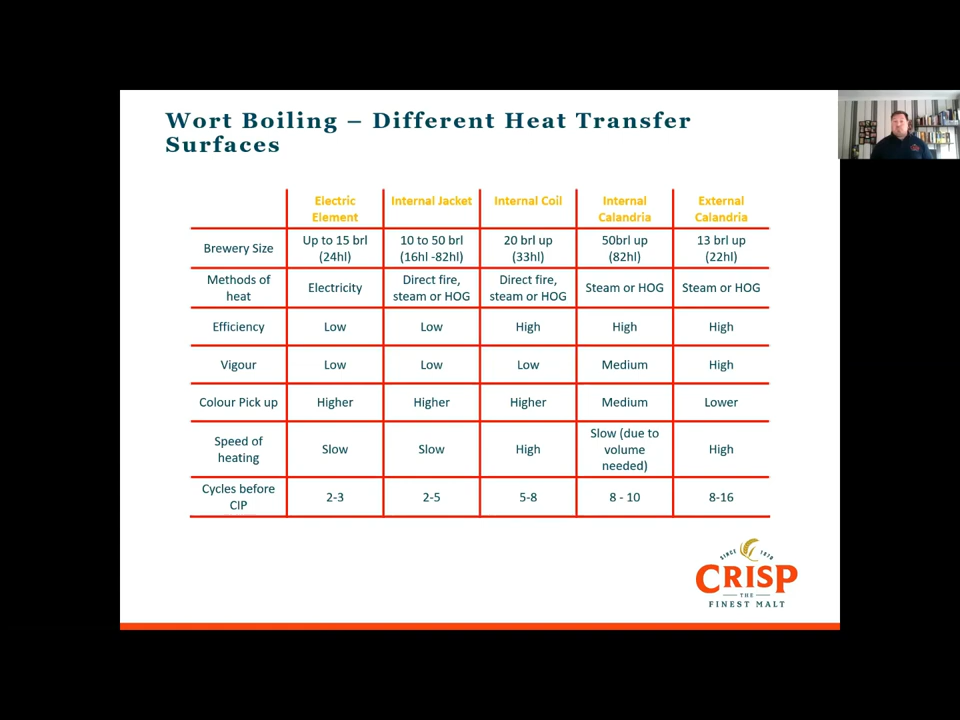 Wort Boiling – Different Heat Transfer
Surfaces
Electric
Element
Internal Jacket
Internal Coil
Internal
Calandria
External
Calandria
Brewery Size
Up to 15 brl
(24hl)
10 to 50 brl
(16hl -82hl)
20 brl up
(33hl)
50brl up
(82hl)
13 brl up
(22hl)
Methods of
heat
Electricity
Direct fire,
steam or HOG
Direct fire,
steam or HOG
Steam or HOG
Steam or HOG
Efficiency
Low
Low
High
High
High
Vigour
Low
Low
Low
Medium
High
Colour Pick up
Higher
Higher
Higher
Medium
Lower
Speed of
heating
Slow
Slow
High
Slow (due to
volume
needed)
High
Cycles before
CIP
2-3
2-5
5-8
8 - 10
8-16
SINCE 1870
CRISP
THE
FINEST MALT